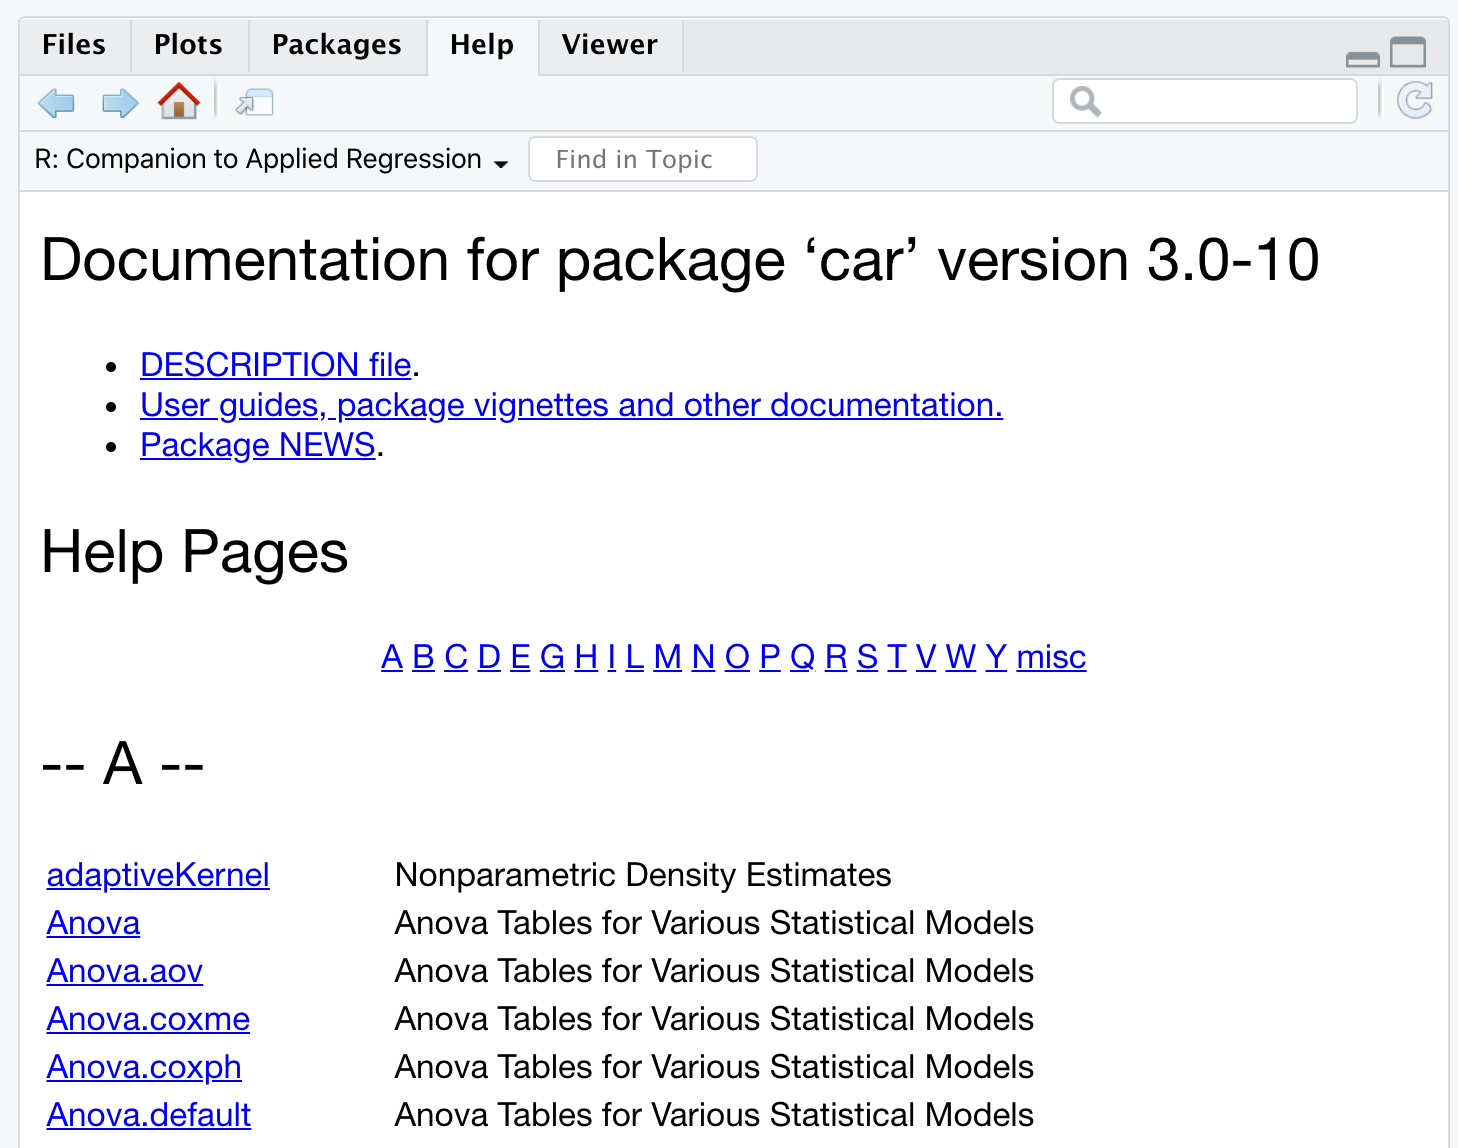 Files Plots Packages Help Viewer
R: Companion to Applied Regression Find in Topic
Documentation for package ‘car’ version 3.0-10
• DESCRIPTION file.
• User guides, package vignettes and other documentation.
• Package NEWS.
Help Pages
A B C D E G H I L M N O P Q R S T V W Y misc
-- A --
adaptiveKernel Nonparametric Density Estimates
Anova Anova Tables for Various Statistical Models
Anova.aov Anova Tables for Various Statistical Models
Anova.coxme Anova Tables for Various Statistical Models
Anova.coxph Anova Tables for Various Statistical Models
Anova.default Anova Tables for Various Statistical Models